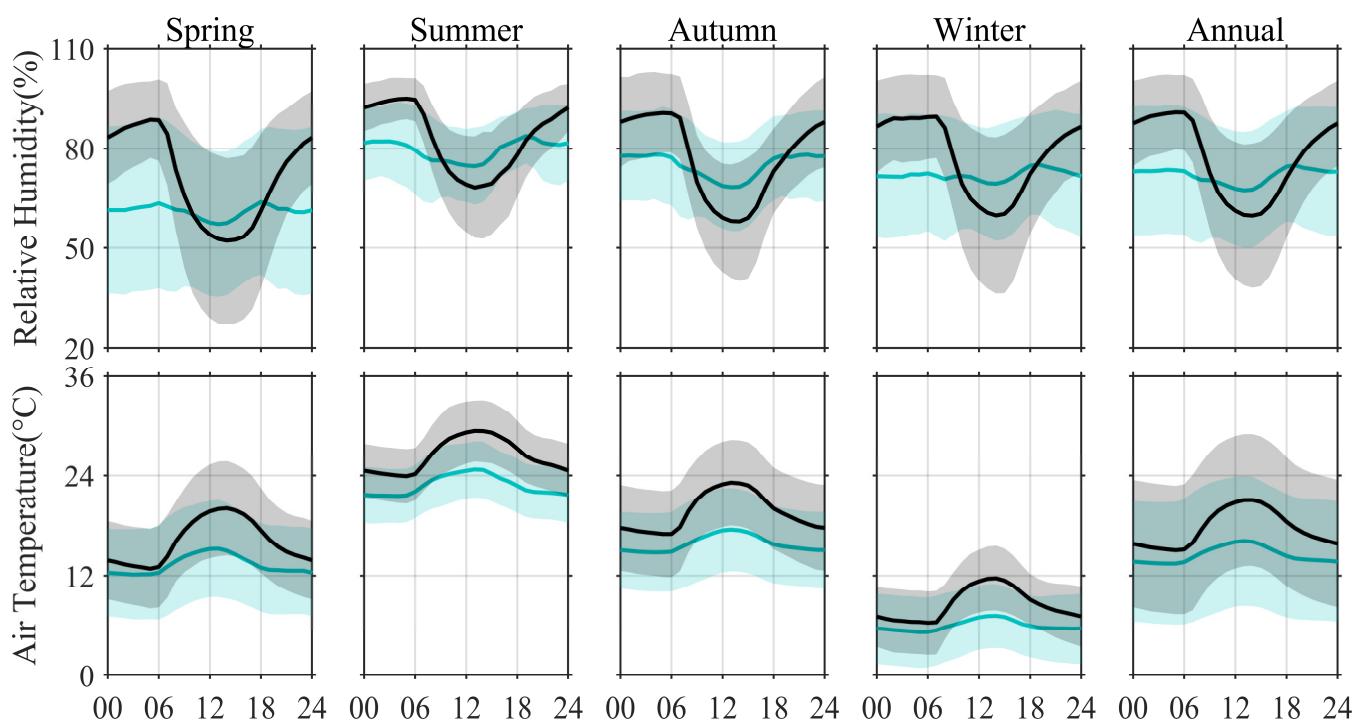 Spring Summer Autumn Winter Annual
Relative Humidity(%)
110
80
50
20
Air Temperature(°C)
36
24
12
0
00 06 12 18 24 00 06 12 18 24 00 06 12 18 24 00 06 12 18 24 00 06 12 18 24